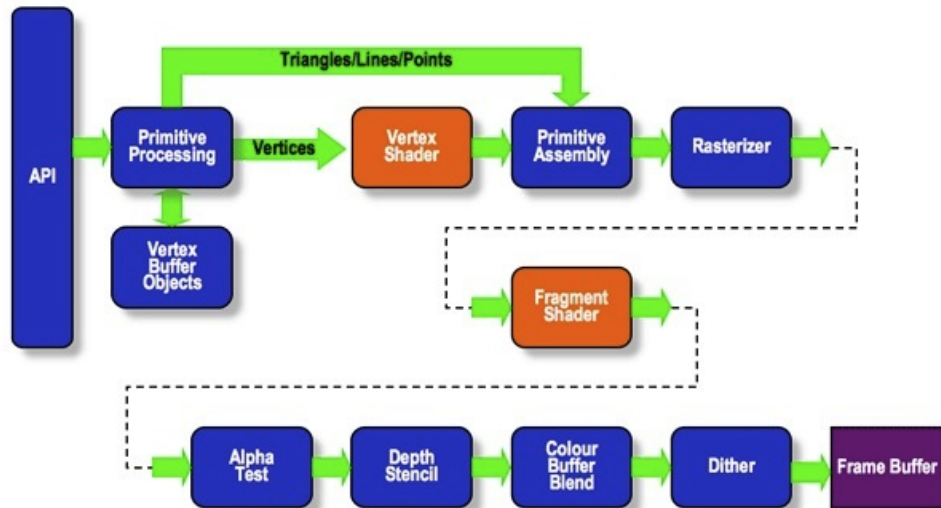 Triangles/Lines/Points
API
Primitive
Processing
Vertices
Vertex
Shader
Primitive
Assembly
Rasterizer
Vertex
Buffer
Objects
Fragment
Shader
Alpha
Test
Depth
Stencil
Colour
Buffer
Blend
Dither
Frame Buffer